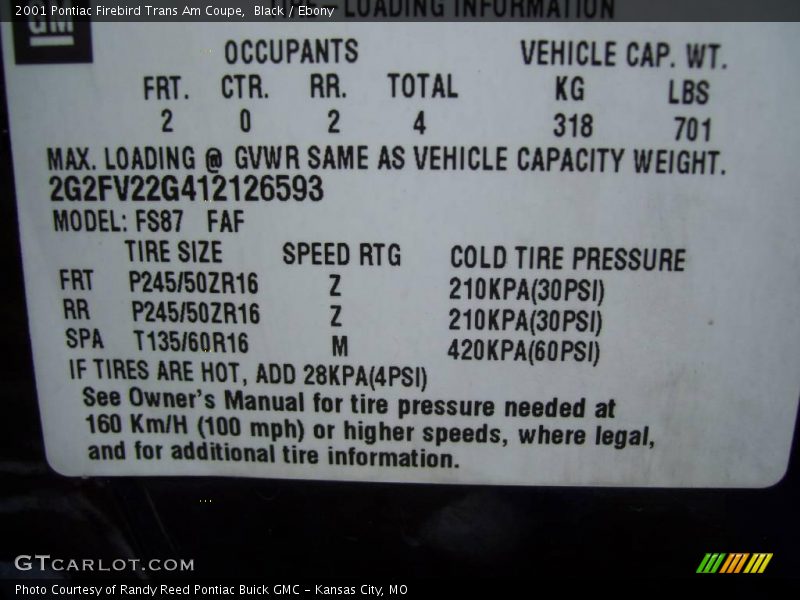 2001 Pontiac Firebird Trans Am Coupe,  Black / Ebony
GM
LOADING INFORMATION
OCCUPANTS VEHICLE CAP. WT.
FRT. CTR. RR. TOTAL KG LBS
2 0 2 4 318 701
MAX. LOADING @ GVWR SAME AS VEHICLE CAPACITY WEIGHT.
2G2FV22G412126593
MODEL: FS87 FAF
TIRE SIZE SPEED RTG COLD TIRE PRESSURE
FRT P245/50ZR16 Z 210KPA(30PSI)
RR P245/50ZR16 Z 210KPA(30PSI)
SPA T135/60R16 M 420KPA(60PSI)
IF TIRES ARE HOT, ADD 28KPA(4PSI)
See Owner's Manual for tire pressure needed at
160 Km/H (100 mph) or higher speeds, where legal,
and for additional tire information.
GTCARLOT.COM
Photo Courtesy of Randy Reed Pontiac Buick GMC - Kansas City, MO